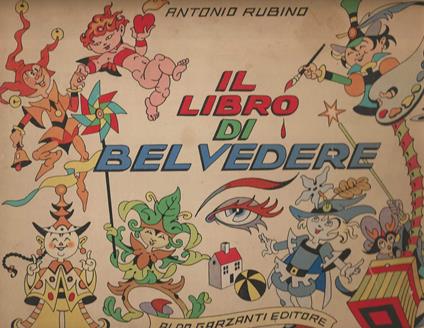 ANTONIO RUBINO
IL
LIBRO
DI
BELVEDERE
ALDO GARZANTI EDITORE